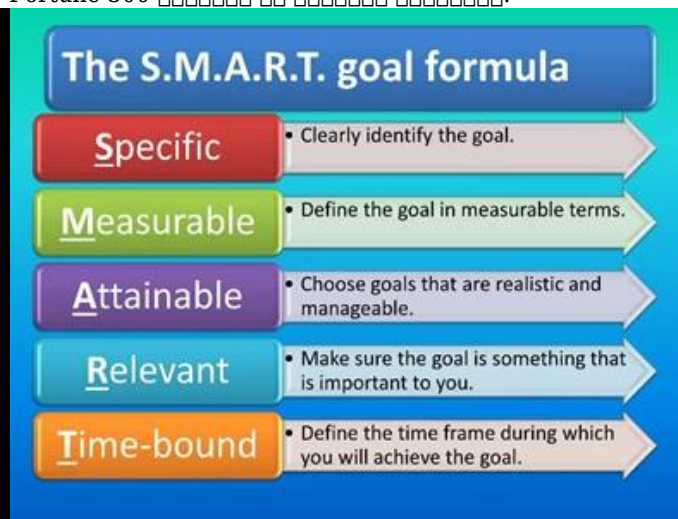 The S.M.A.R.T. goal formula
Specific
• Clearly identify the goal.
Measurable
• Define the goal in measurable terms.
Attainable
• Choose goals that are realistic and
manageable.
Relevant
• Make sure the goal is something that
is important to you.
Time-bound
• Define the time frame during which
you will achieve the goal.